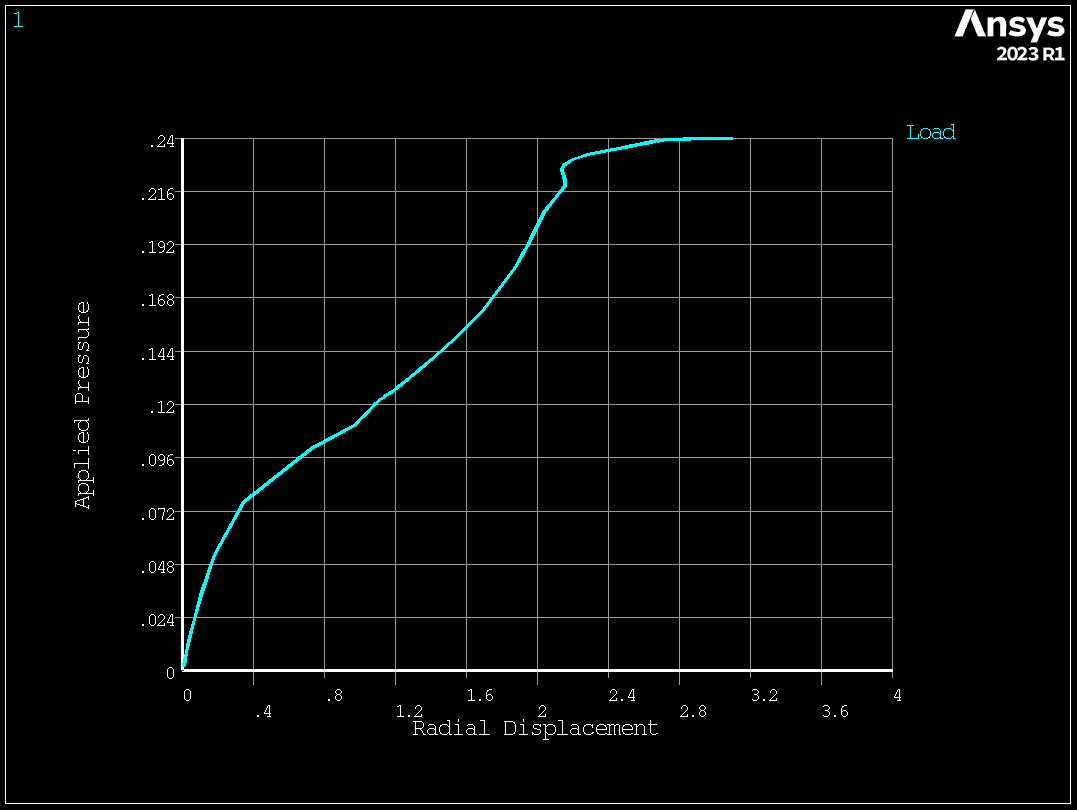 1
Ansys
2023 R1
Load
.24
.216
.192
.168
.144
.12
.096
.072
.048
.024
0
Applied Pressure
0 .4 .8 1.2 1.6 2 2.4 2.8 3.2 3.6 4
Radial Displacement